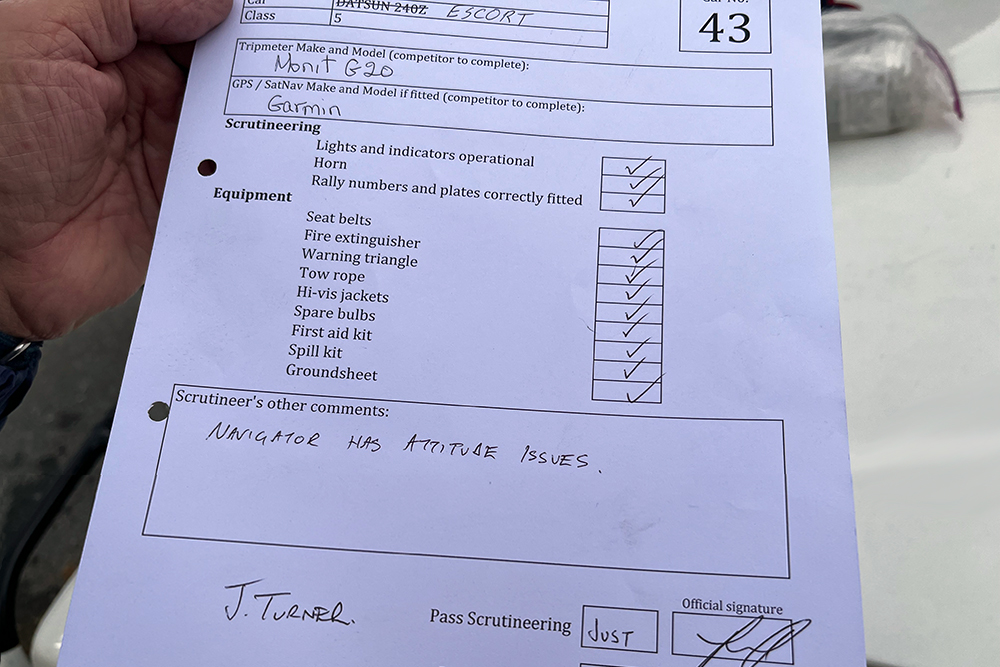 Car DATSUN 240Z ESCORT
Class 5
Car No.
43
Tripmeter Make and Model (competitor to complete):
Monit G20
GPS / SatNav Make and Model if fitted (competitor to complete):
Garmin
Scrutineering
Lights and indicators operational
Horn
Rally numbers and plates correctly fitted
Equipment
Seat belts
Fire extinguisher
Warning triangle
Tow rope
Hi-vis jackets
Spare bulbs
First aid kit
Spill kit
Groundsheet
Scrutineer's other comments:
NAVIGATOR HAS ATTITUDE ISSUES.
J. TURNER.
Pass Scrutineering JUST
Official signature